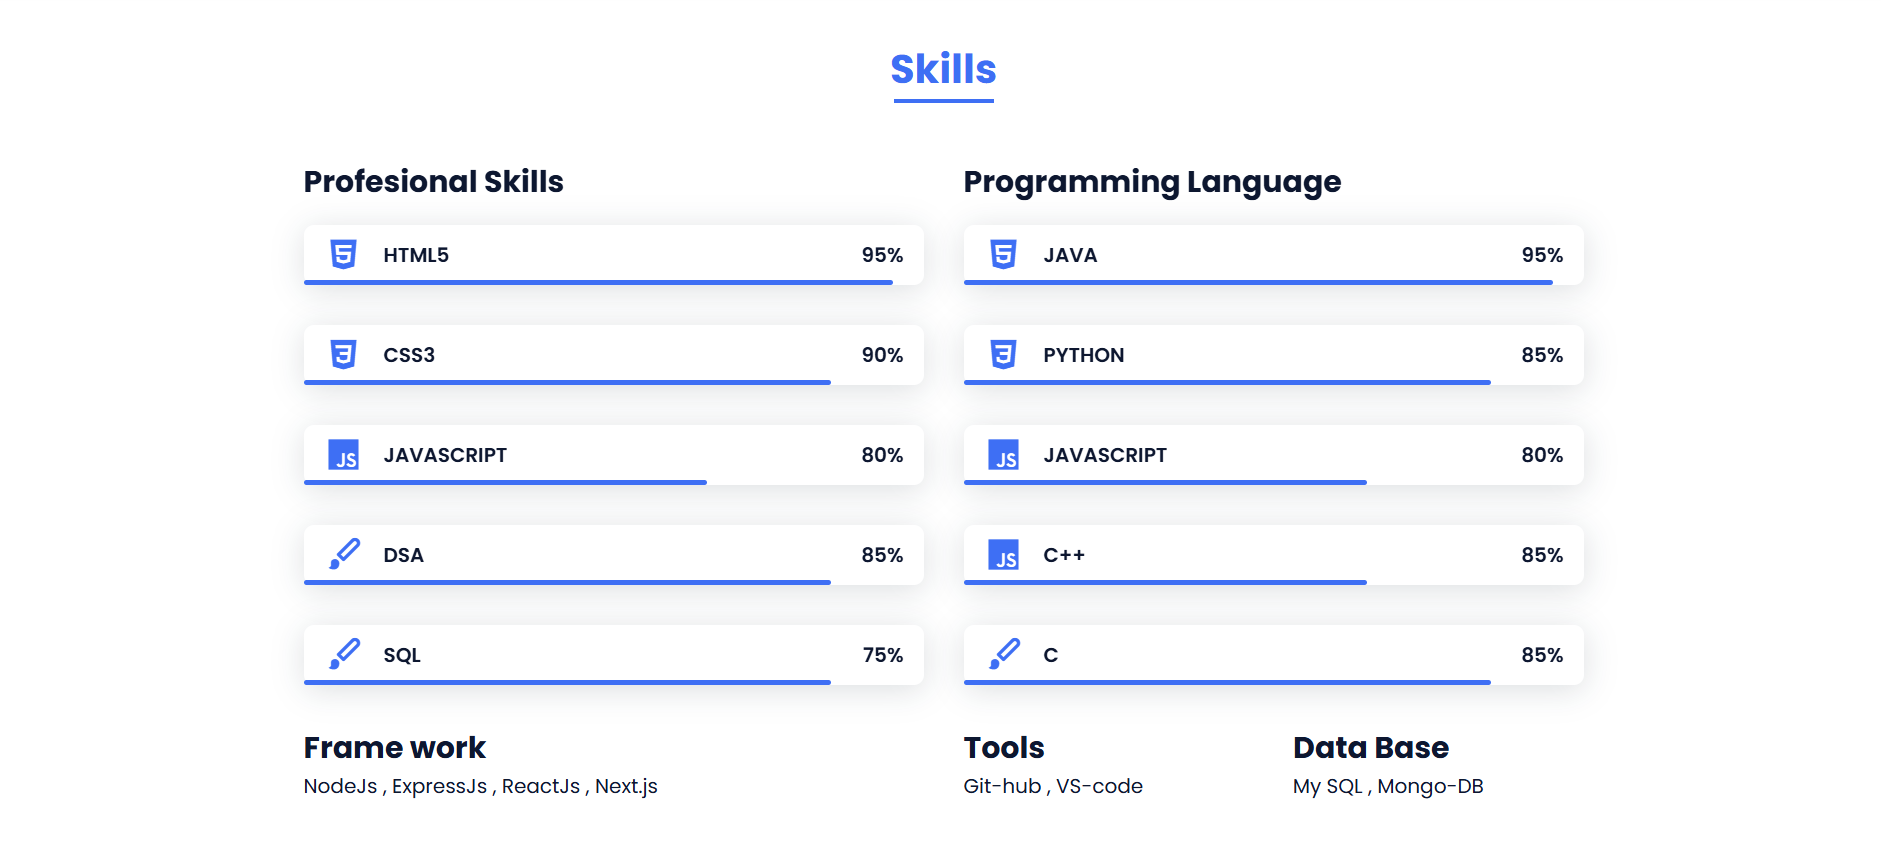 Skills
Profesional Skills
HTML5 95%
CSS3 90%
JS JAVASCRIPT 80%
DSA 85%
SQL 75%
Programming Language
JAVA 95%
PYTHON 85%
JS JAVASCRIPT 80%
JS C++ 85%
C 85%
Frame work
NodeJs , ExpressJs , ReactJs , Next.js
Tools
Git-hub , VS-code
Data Base
My SQL , Mongo-DB